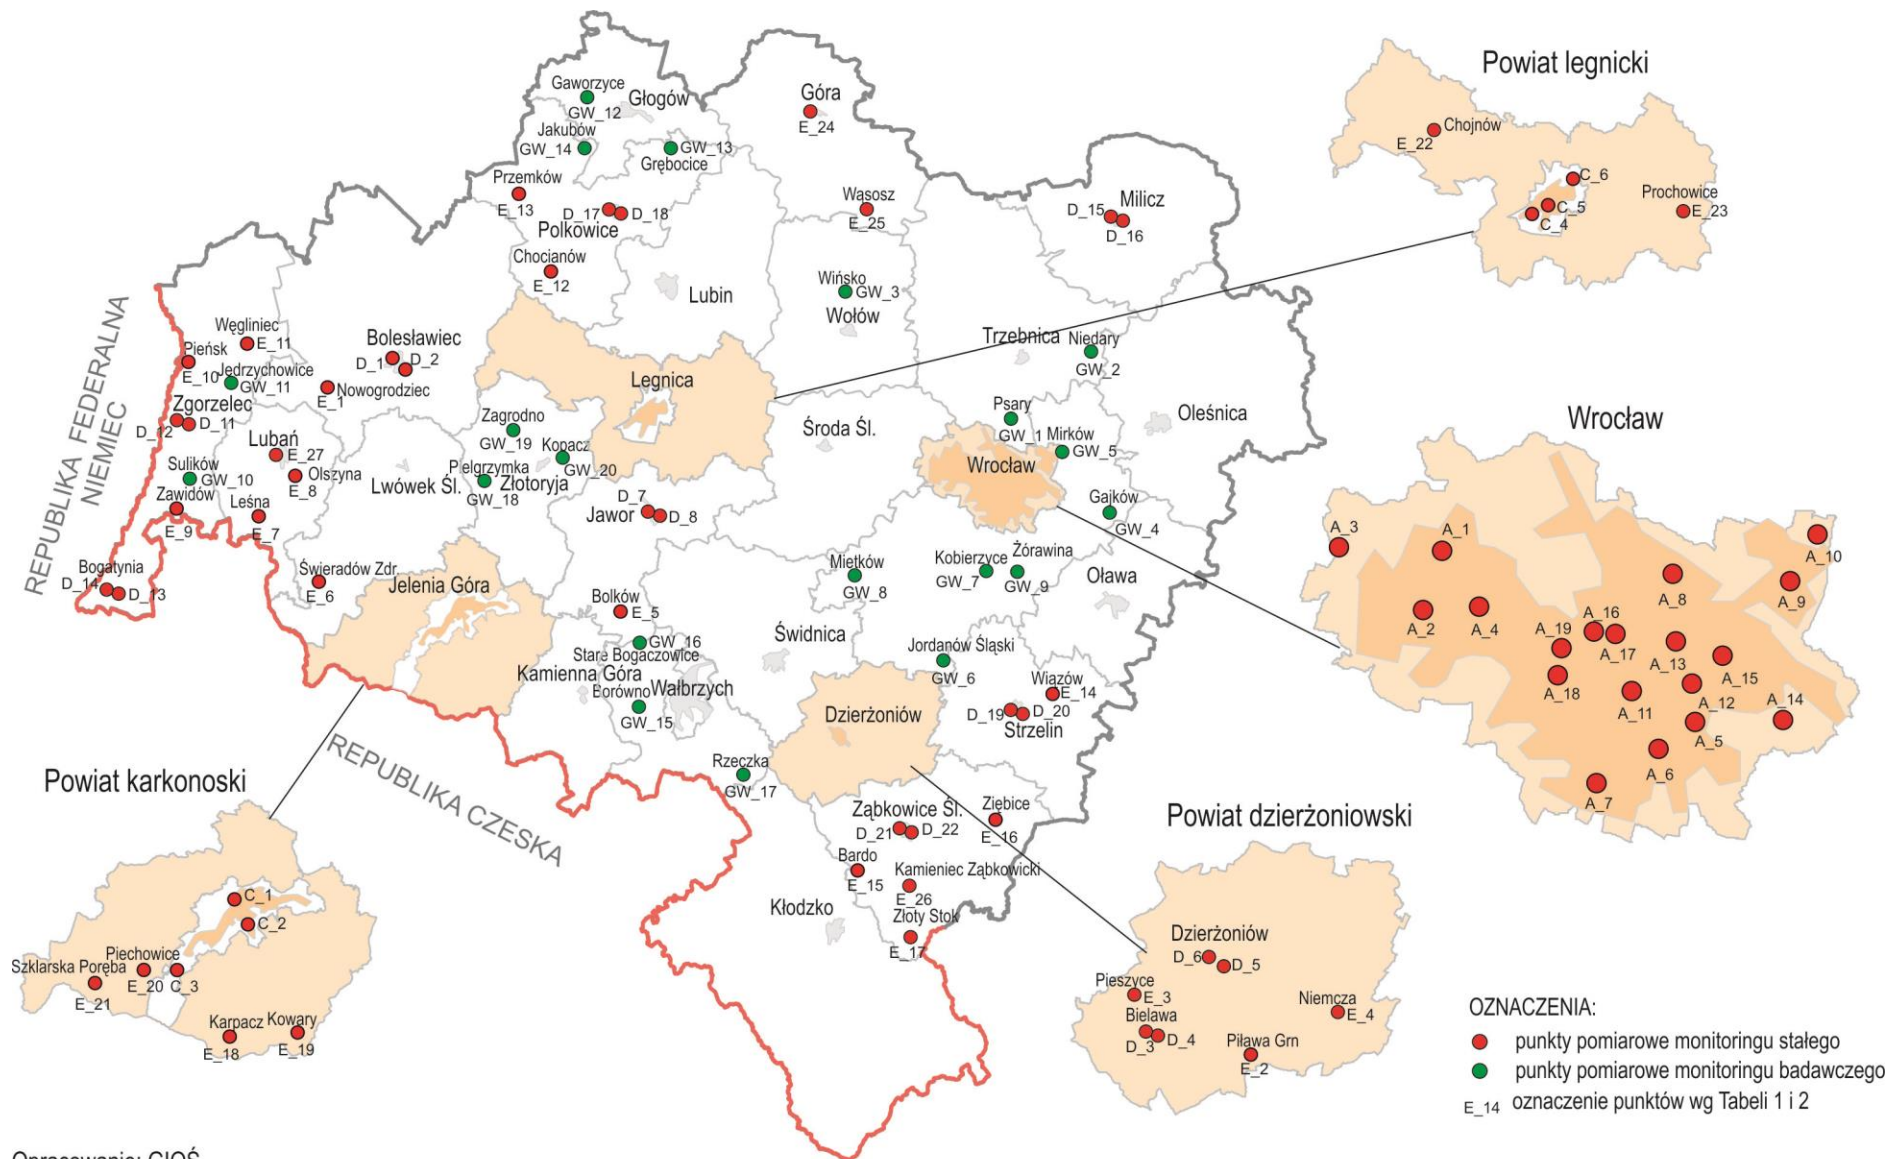 Powiat legnicki
Chojnów
E_22
C_6
C_5
C_4
Prochowice
E_23
Gaworzyce
GW_12
Głogów
Jakubów
GW_14
GW_13
Grębocice
Góra
E_24
Przemków
E_13
D_17
D_18
Polkowice
Wąsosz
E_25
Milicz
D_15
D_16
Chocianów
E_12
Lubin
Wińsko
GW_3
Wołów
Trzebnica
Niedary
GW_2
REPUBLIKA FEDERALNA
NIEMIEC
Węgliniec
E_11
Pieńsk
E_10
Jedrzychowice
GW_11
Bolesławiec
D_1
D_2
Nowogrodziec
E_1
Zgorzelec
D_12
D_11
Legnica
Zagrodno
GW_19
Kopacz
GW_20
Pielgrzymka
GW_18
Złotoryja
Środa Śl.
Psary
GW_1
Mirków
GW_5
Oleśnica
Wrocław
Lubań
E_27
Olszyna
E_8
Sulików
GW_10
Zawidów
E_9
Leśna
E_7
Lwówek Śl.
D_7
Jawor
D_8
Gajków
GW_4
Bogatynia
D_14
D_13
Świeradów Zdr.
E_6
Jelenia Góra
Mietków
GW_8
Kobierzyce
GW_7
Żórawina
GW_9
Oława
Bolków
E_5
GW_16
Stare Bogaczowice
Świdnica
Kamienna Góra
Borówno
GW_15
Wałbrzych
Jordanów Śląski
GW_6
Wiązów
E_14
D_19
D_20
Strzelin
Dzierżoniów
Rzeczka
GW_17
REPUBLIKA CZESKA
Ząbkowice Śl.
D_21
D_22
Ziębice
E_16
Bardo
E_15
Kamieniec Ząbkowicki
E_26
Kłodzko
Złoty Stok
E_17
Wrocław
A_3
A_1
A_10
A_2
A_4
A_8
A_9
A_16
A_19
A_17
A_13
A_15
A_18
A_11
A_12
A_14
A_5
A_6
A_7
Powiat karkonoski
C_1
C_2
Piechowice
Szklarska Poręba
E_20
C_3
E_21
Karpacz
E_18
Kowary
E_19
Powiat dzierżoniowski
Dzierżoniów
D_6
D_5
Pieszyce
E_3
Bielawa
D_3
D_4
Niemcza
E_4
Piława Grn
E_2
OZNACZENIA:
punkty pomiarowe monitoringu stałego
punkty pomiarowe monitoringu badawczego
E_14 oznaczenie punktów wg Tabeli 1 i 2
Opracowanie: GIOŚ